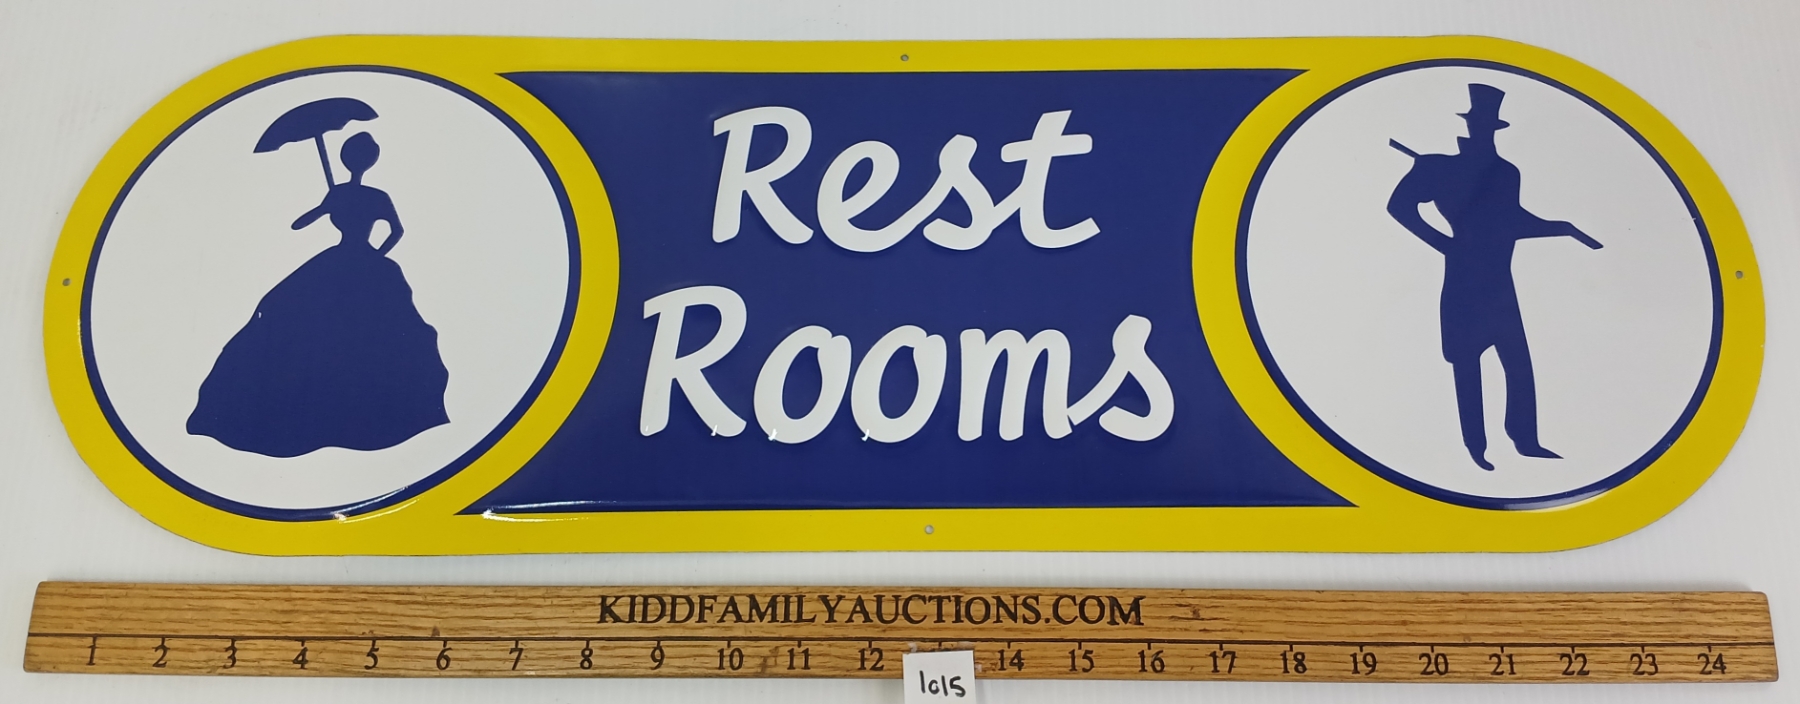 Rest
Rooms
KIDDFAMILYAUCTIONS.COM
1 2 3 4 5 6 7 8 9 10 11 12 14 15 16 17 18 19 20 21 22 23 24
1015